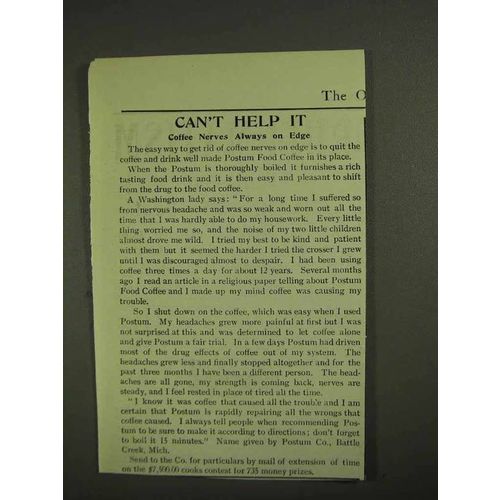 The O
CAN'T HELP IT
Coffee Nerves Always on Edge
The easy way to get rid of coffee nerves on edge is to quit the
coffee and drink well made Postum Food Coffee in its place.
When the Postum is thoroughly boiled it furnishes a rich
tasting food drink and it is then easy and pleasant to shift
from the drug to the food coffee.
A Washington lady says: "For a long time I suffered so
from nervous headache and was so weak and worn out all the
time that I was hardly able to do my housework. Every little
thing worried me so, and the noise of my two little children
almost drove me wild. I tried my best to be kind and patient
with them but it seemed the harder I tried the crosser I grew
until I was discouraged almost to despair. I had been using
coffee three times a day for about 12 years. Several months
ago I read an article in a religious paper telling about Postum
Food Coffee and I made up my mind coffee was causing my
trouble.
So I shut down on the coffee, which was easy when I used
Postum. My headaches grew more painful at first but I was
not surprised at this and was determined to let coffee alone
and give Postum a fair trial. In a few days Postum had driven
most of the drug effects of coffee out of my system. The
headaches grew less and finally stopped altogether and for the
past three months I have been a different person. The head-
aches are all gone, my strength is coming back, nerves are
steady, and I feel rested in place of tired all the time.
"I know it was coffee that caused all the trouble and I am
certain that Postum is rapidly repairing all the wrongs that
coffee caused. I always tell people when recommending Pos-
tum to be sure to make it according to directions; don't forget
to boil it 15 minutes." Name given by Postum Co., Battle
Creek, Mich.
Send to the Co. for particulars by mail of extension of time
on the $7,500.00 cooks contest for 735 money prizes.